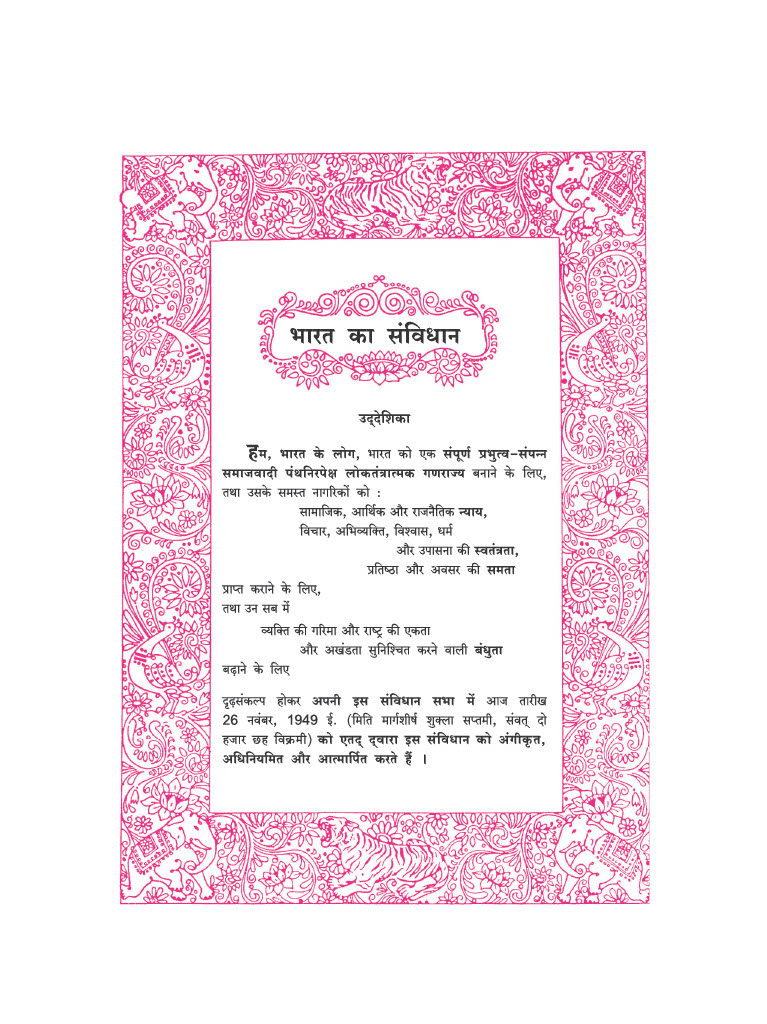 भारत का संविधान
उद्देशिका
हम, भारत के लोग, भारत को एक संपूर्ण प्रभुत्व-संपन्न
समाजवादी पंथनिरपेक्ष लोकतंत्रात्मक गणराज्य बनाने के लिए,
तथा उसके समस्त नागरिकों को :
सामाजिक, आर्थिक और राजनैतिक न्याय,
विचार, अभिव्यक्ति, विश्वास, धर्म
और उपासना की स्वतंत्रता,
प्रतिष्ठा और अवसर की समता
प्राप्त कराने के लिए,
तथा उन सब में
व्यक्ति की गरिमा और राष्ट्र की एकता
और अखंडता सुनिश्चित करने वाली बंधुता
बढ़ाने के लिए
दृढ़संकल्प होकर अपनी इस संविधान सभा में आज तारीख
26 नवंबर, 1949 ई. (मिति मार्गशीर्ष शुक्ला सप्तमी, संवत् दो
हजार छह विक्रमी) को एतद् द्वारा इस संविधान को अंगीकृत,
अधिनियमित और आत्मार्पित करते हैं ।